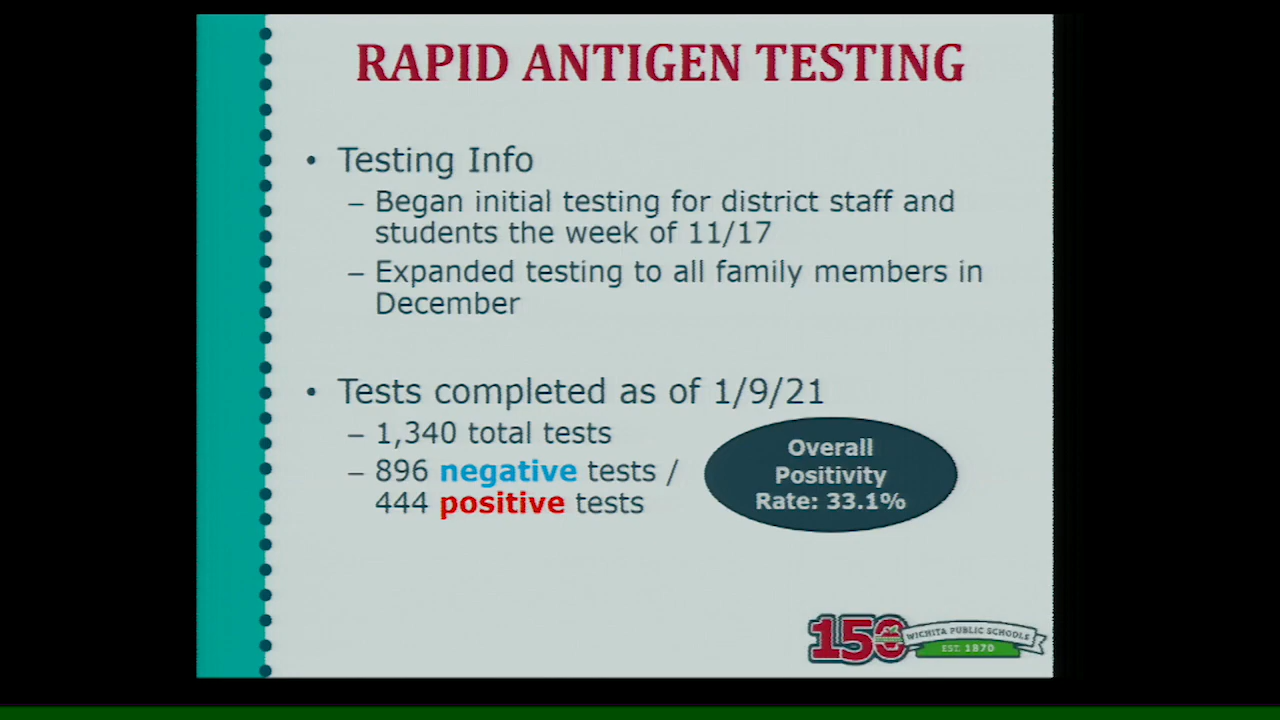 RAPID ANTIGEN TESTING
• Testing Info
– Began initial testing for district staff and
students the week of 11/17
– Expanded testing to all family members in
December
• Tests completed as of 1/9/21
– 1,340 total tests
– 896 negative tests /
444 positive tests
Overall
Positivity
Rate: 33.1%
150
WICHITA PUBLIC SCHOOLS
EST. 1870